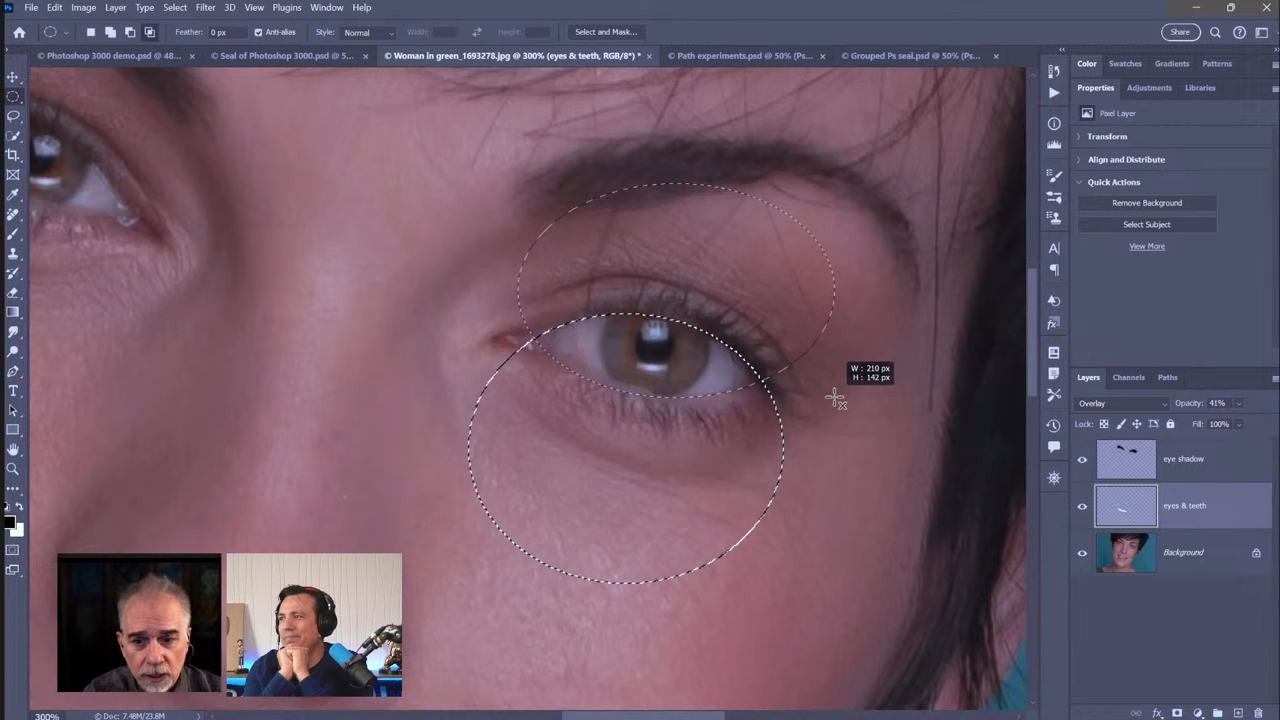 Ps File Edit Image Layer Type Select Filter 3D View Plugins Window Help
Feather: 0 px Anti-alias Style: Normal Width: Height: Select and Mask... Share
Photoshop 3000 demo.psd @ 48... × Seal of Photoshop 3000.psd @ 5... × Woman in green_1693278.jpg @ 300% (eyes & teeth, RGB/8*) * × Path experiments.psd @ 50% (Pa... × Grouped Ps seal.psd @ 50% (Ps... ×
Color Swatches Gradients Patterns
Properties Adjustments Libraries
Pixel Layer
Transform
Align and Distribute
Quick Actions
Remove Background
Select Subject
View More
W : 210 px
H : 142 px
Layers Channels Paths
Overlay Opacity: 41%
Lock: Fill: 100%
eye shadow
eyes & teeth
Background
300% Doc: 7.48M/23.8M